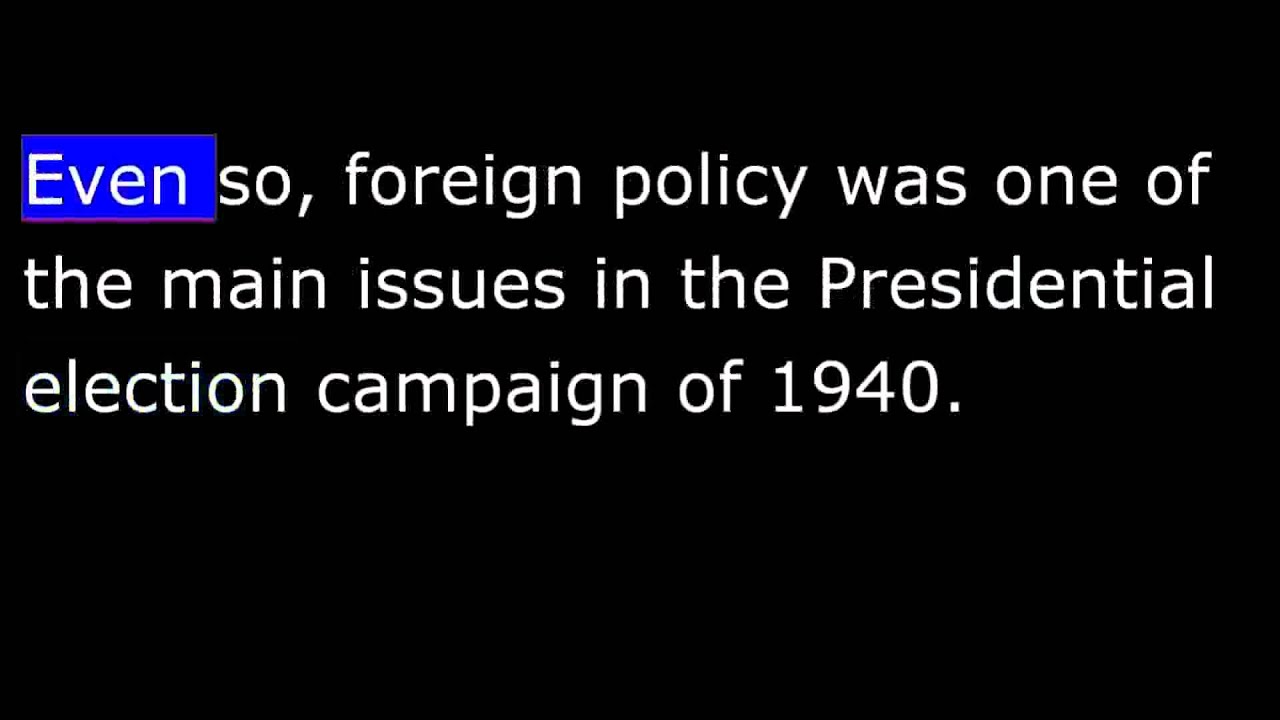 Even so, foreign policy was one of
the main issues in the Presidential
election campaign of 1940.